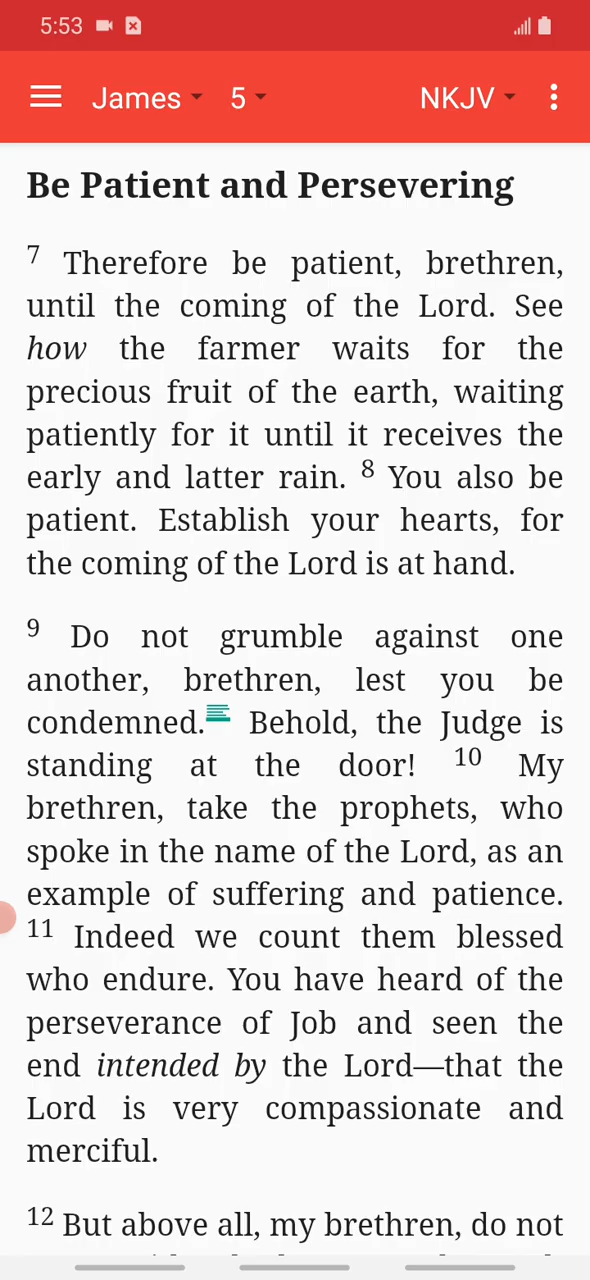 5:53
James 5 NKJV
Be Patient and Persevering
7 Therefore be patient, brethren,
until the coming of the Lord. See
how the farmer waits for the
precious fruit of the earth, waiting
patiently for it until it receives the
early and latter rain. 8 You also be
patient. Establish your hearts, for
the coming of the Lord is at hand.
9 Do not grumble against one
another, brethren, lest you be
condemned. Behold, the Judge is
standing at the door! 10 My
brethren, take the prophets, who
spoke in the name of the Lord, as an
example of suffering and patience.
11 Indeed we count them blessed
who endure. You have heard of the
perseverance of Job and seen the
end intended by the Lord—that the
Lord is very compassionate and
merciful.
12 But above all, my brethren, do not